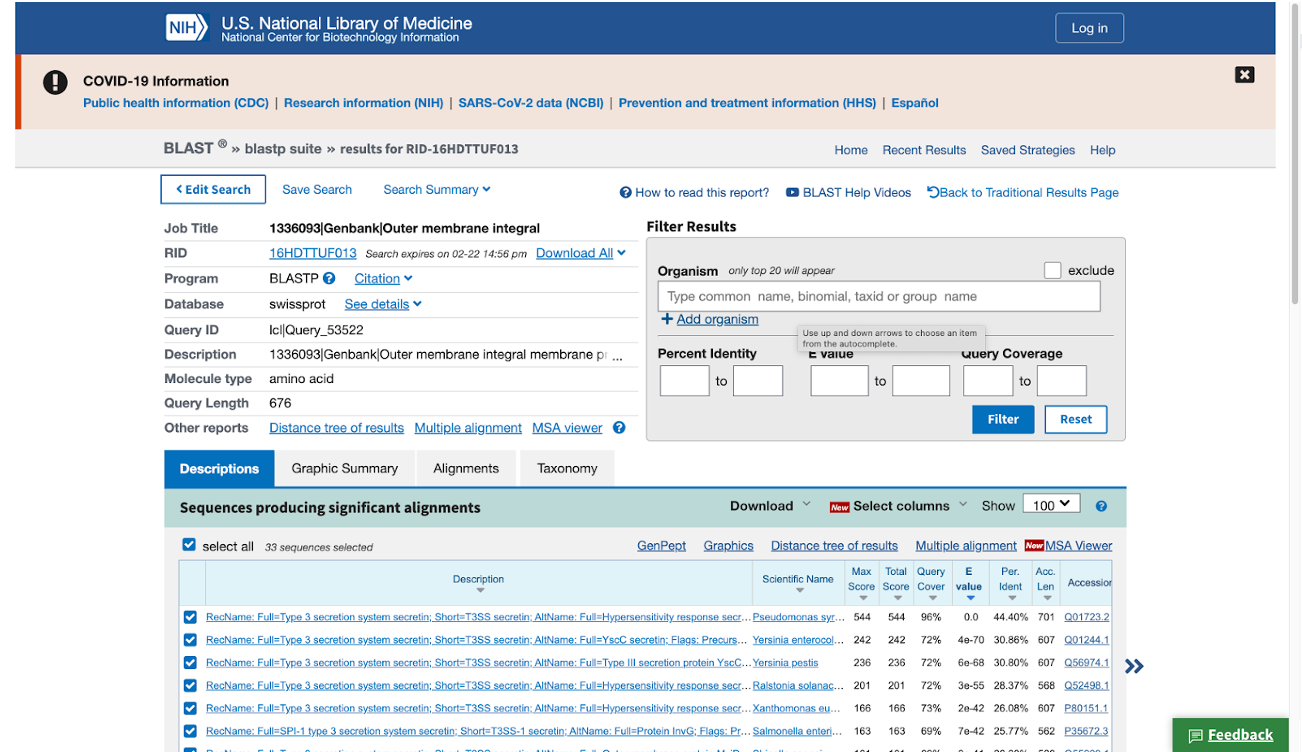 NIH U.S. National Library of Medicine
National Center for Biotechnology Information
Log in
COVID-19 Information
Public health information (CDC) | Research information (NIH) | SARS-CoV-2 data (NCBI) | Prevention and treatment information (HHS) | Español
BLAST ® » blastp suite » results for RID-16HDTTUF013
Home Recent Results Saved Strategies Help
Edit Search Save Search Search Summary
How to read this report? BLAST Help Videos Back to Traditional Results Page
Job Title 1336093|Genbank|Outer membrane integral
RID 16HDTTUF013 Search expires on 02-22 14:56 pm Download All
Program BLASTP Citation
Database swissprot See details
Query ID lcl|Query_53522
Description 1336093|Genbank|Outer membrane integral membrane ...
Molecule type amino acid
Query Length 676
Other reports Distance tree of results Multiple alignment MSA viewer
Filter Results
Organism only top 20 will appear exclude
Type common name, binomial, taxid or group name
Add organism
Use up and down arrows to choose an item
from the autocomplete.
Percent Identity E value Query Coverage
to to to
Filter Reset
Descriptions Graphic Summary Alignments Taxonomy
Sequences producing significant alignments Download New Select columns Show 100
select all 33 sequences selected GenPept Graphics Distance tree of results Multiple alignment New MSA Viewer
Description Scientific Name Max Score Total Score Query Cover E value Per. Ident Acc. Len Accession
RecName: Full=Type 3 secretion system secretin; Short=T3SS secretin; AltName: Full=Hypersensitivity response secr... Pseudomonas syr... 544 544 96% 0.0 44.40% 701 Q01723.2
RecName: Full=Type 3 secretion system secretin; Short=T3SS secretin; AltName: Full=YscC secretin; Flags: Precurs... Yersinia enterocol... 242 242 72% 4e-70 30.86% 607 Q01244.1
RecName: Full=Type 3 secretion system secretin; Short=T3SS secretin; AltName: Full=Type III secretion protein YscC... Yersinia pestis 236 236 72% 6e-68 30.80% 607 Q56974.1
RecName: Full=Type 3 secretion system secretin; Short=T3SS secretin; AltName: Full=Hypersensitivity response secr... Ralstonia solanac... 201 201 72% 3e-55 28.37% 568 Q52498.1
RecName: Full=Type 3 secretion system secretin; Short=T3SS secretin; AltName: Full=Hypersensitivity response secr... Xanthomonas eu... 166 166 73% 2e-42 26.08% 607 P80151.1
RecName: Full=SPI-1 type 3 secretion system secretin; Short=T3SS-1 secretin; AltName: Full=Protein InvG; Flags: Pr... Salmonella enteri... 163 163 69% 7e-42 25.77% 562 P35672.3
Feedback